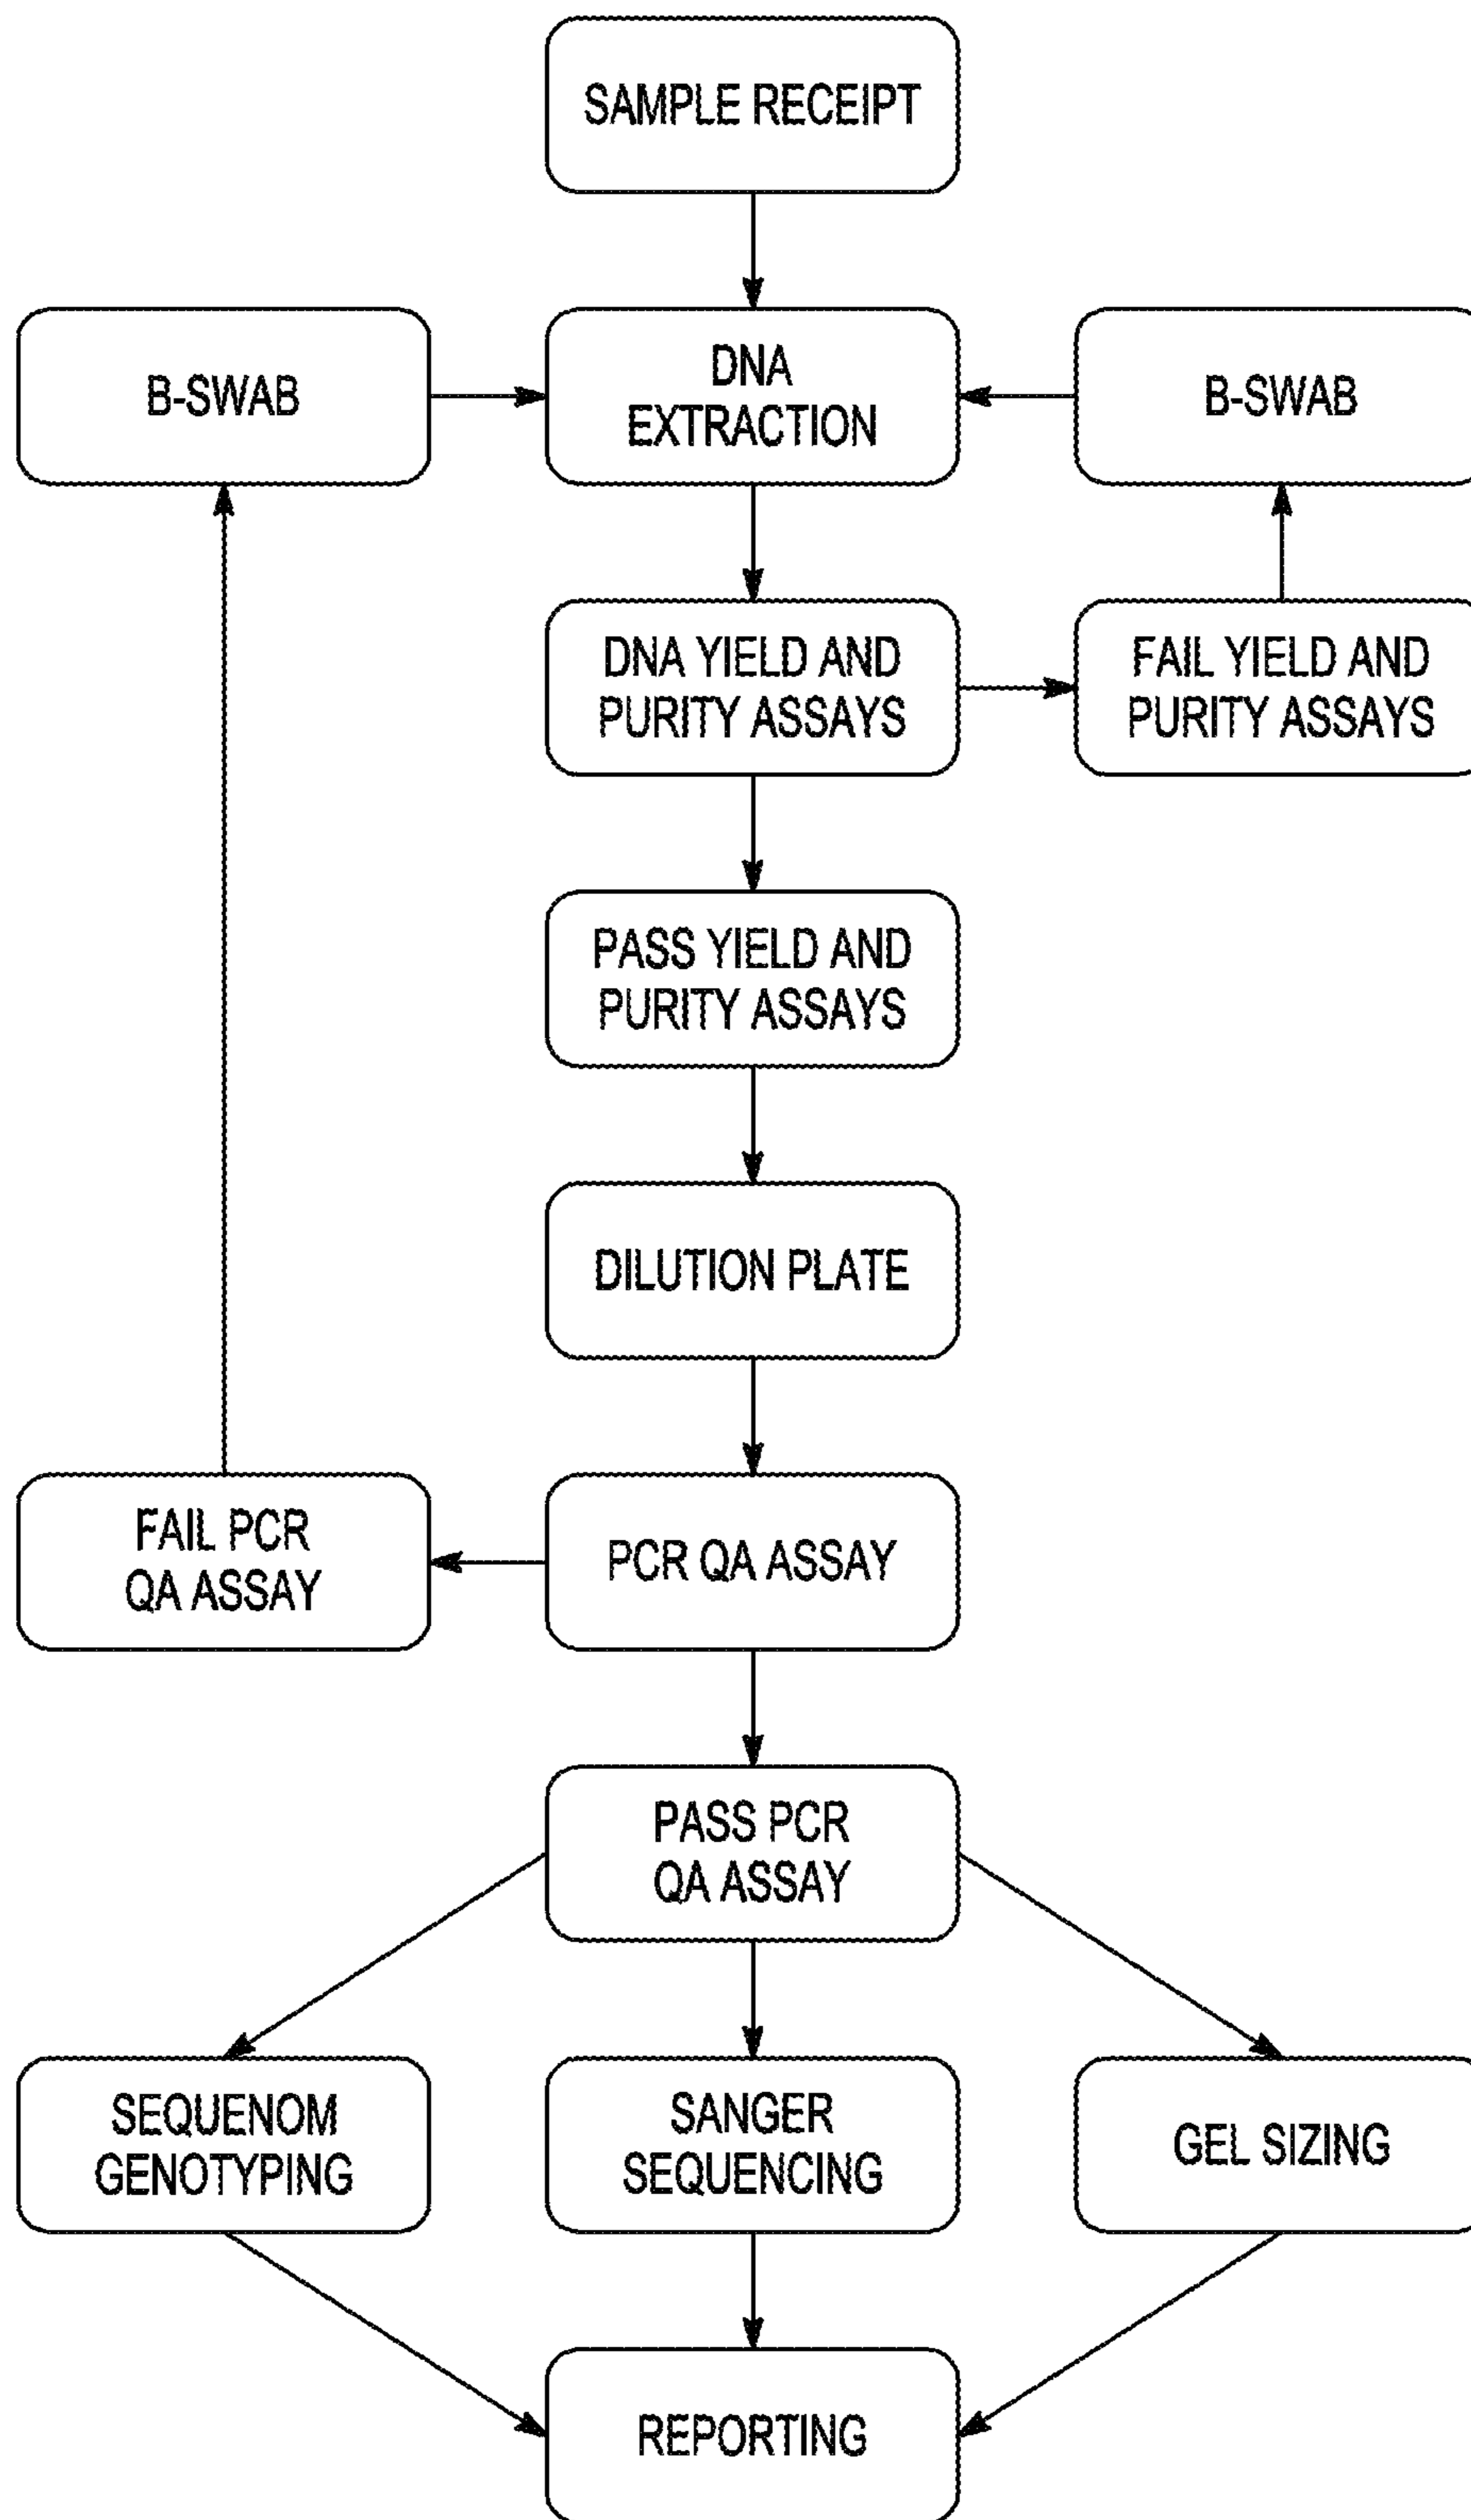 SAMPLE RECEIPT
B-SWAB
DNA
EXTRACTION
B-SWAB
DNA YIELD AND
PURITY ASSAYS
FAIL YIELD AND
PURITY ASSAYS
PASS YIELD AND
PURITY ASSAYS
DILUTION PLATE
FAIL PCR
QA ASSAY
PCR QA ASSAY
PASS PCR
QA ASSAY
SEQUENOM
GENOTYPING
SANGER
SEQUENCING
GEL SIZING
REPORTING